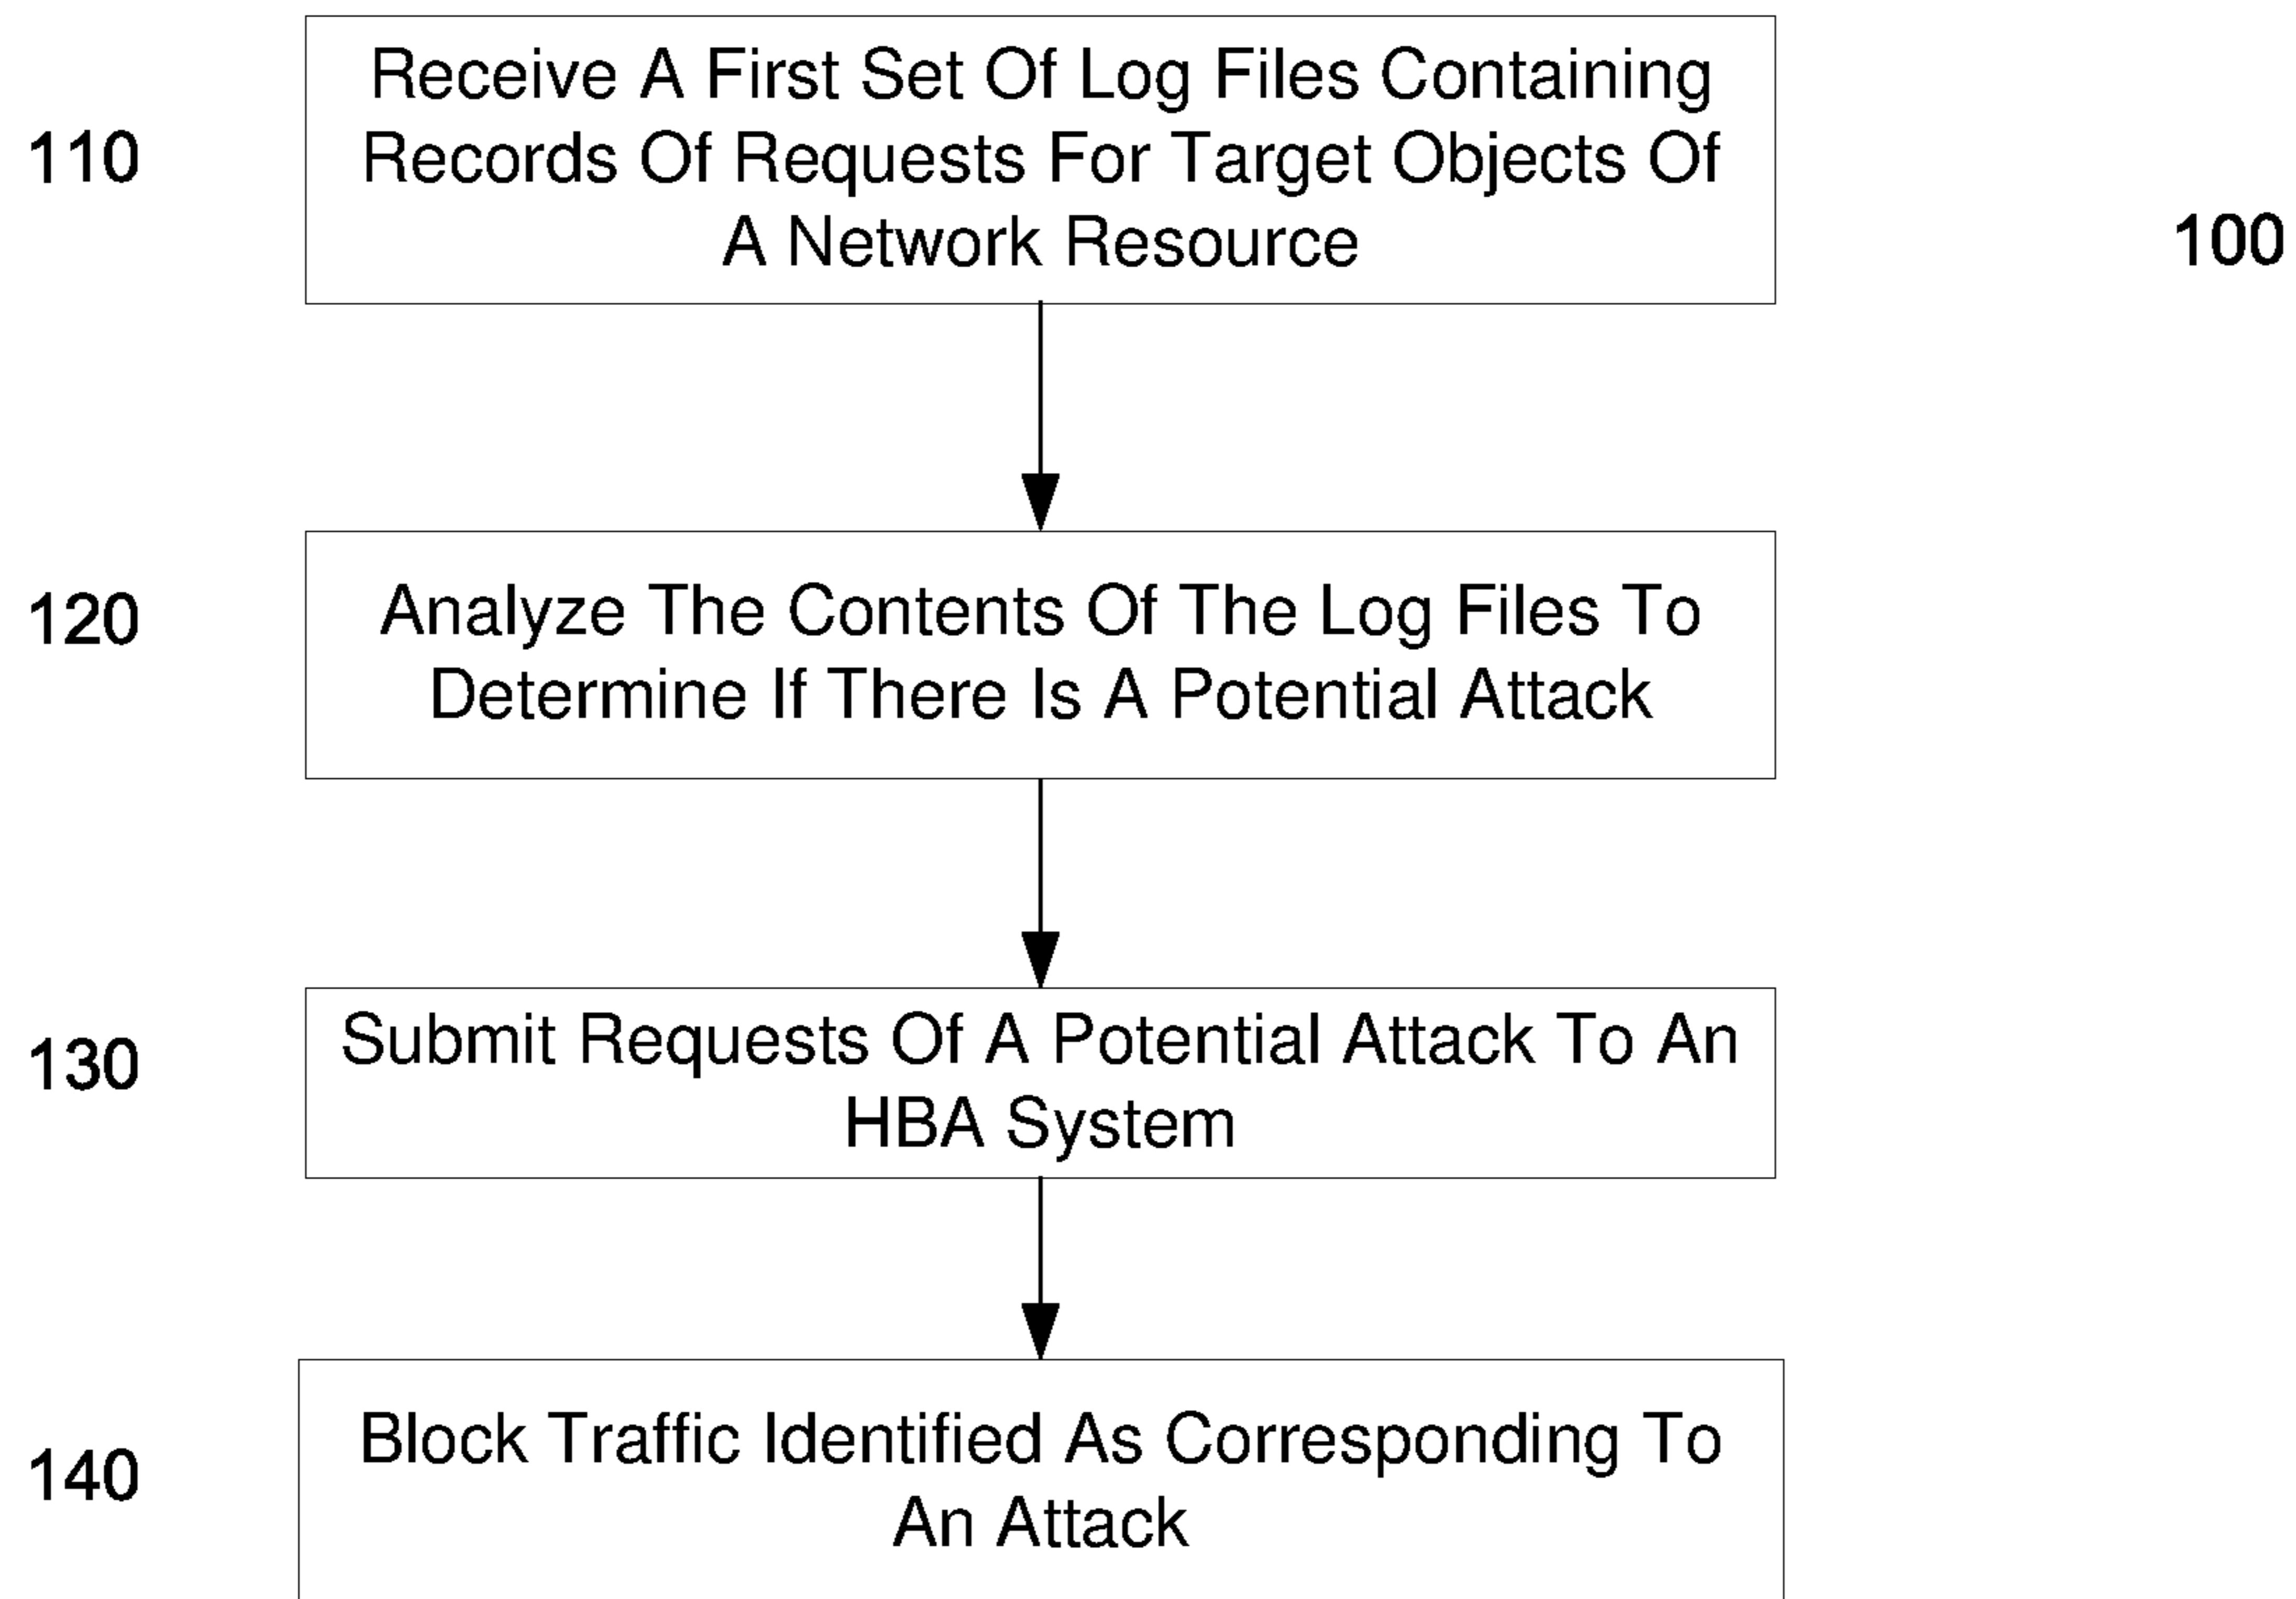 Receive A First Set Of Log Files Containing
110
Records Of Requests For Target Objects Of
A Network Resource
100
120
Analyze The Contents Of The Log Files To
Determine If There Is A Potential Attack
130
Submit Requests Of A Potential Attack To An
HBA System
140
Block Traffic Identified As Corresponding To
An Attack